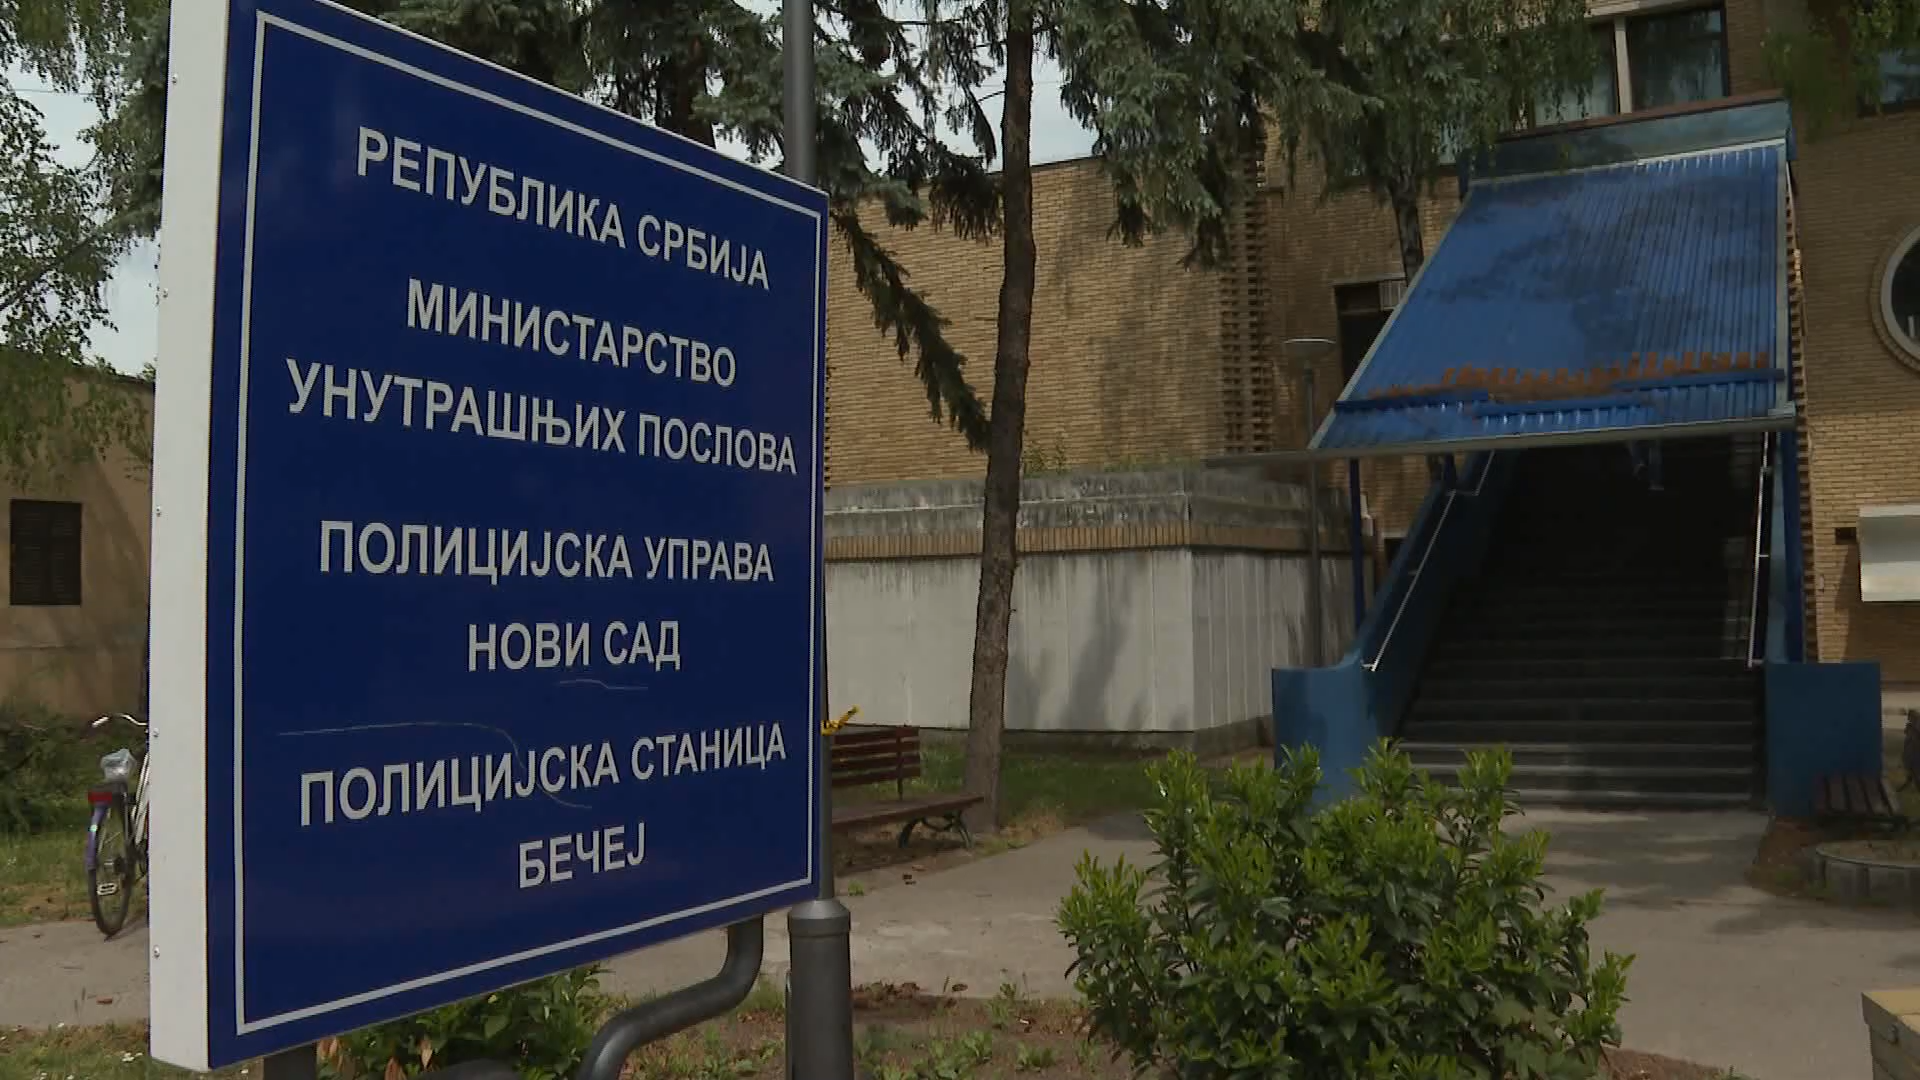 РЕПУБЛИКА СРБИЈА
МИНИСТАРСТВО
УНУТРАШЊИХ ПОСЛОВА
ПОЛИЦИЈСКА УПРАВА
НОВИ САД
ПОЛИЦИЈСКА СТАНИЦА
БЕЧЕЈ